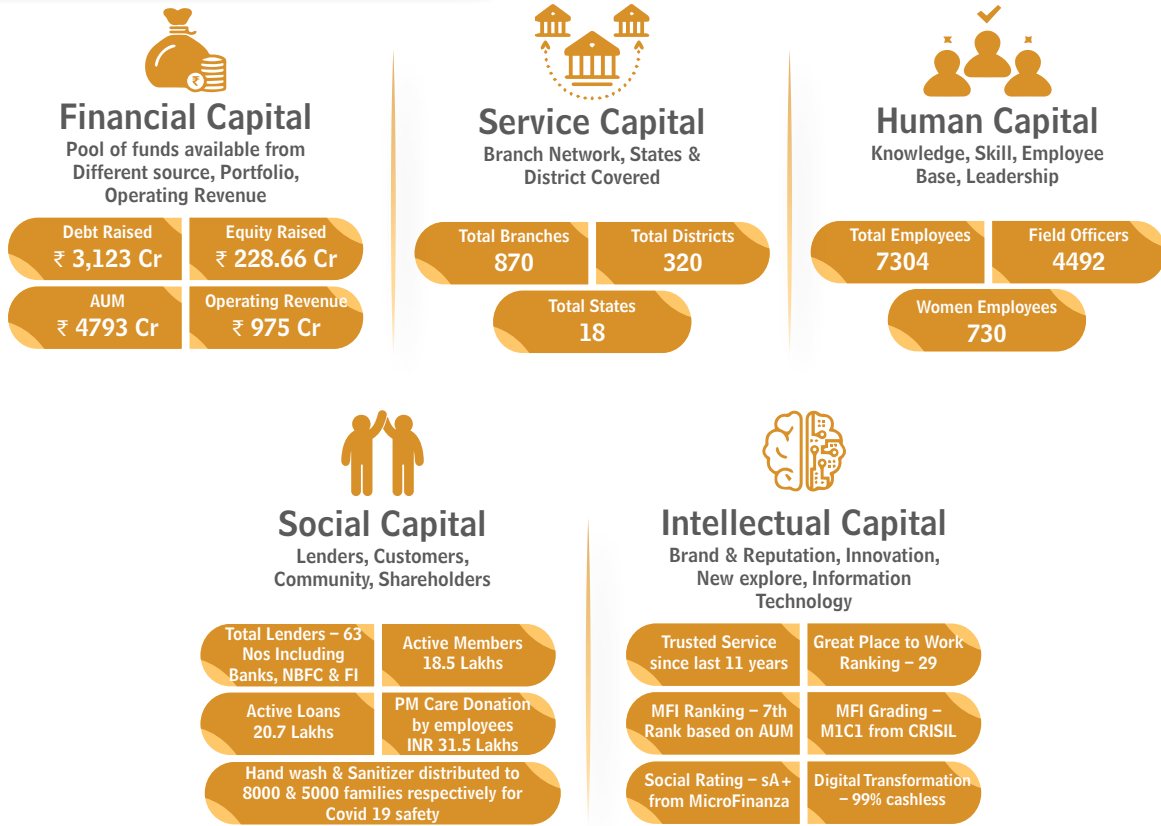 Financial Capital
Pool of funds available from
Different source, Portfolio,
Operating Revenue
Debt Raised
₹ 3,123 Cr
Equity Raised
₹ 228.66 Cr
AUM
₹ 4793 Cr
Operating Revenue
₹ 975 Cr
Service Capital
Branch Network, States &
District Covered
Total Branches
870
Total Districts
320
Total States
18
Human Capital
Knowledge, Skill, Employee
Base, Leadership
Total Employees
7304
Field Officers
4492
Women Employees
730
Social Capital
Lenders, Customers,
Community, Shareholders
Total Lenders – 63
Nos Including
Banks, NBFC & FI
Active Members
18.5 Lakhs
Active Loans
20.7 Lakhs
PM Care Donation
by employees
INR 31.5 Lakhs
Hand wash & Sanitizer distributed to
8000 & 5000 families respectively for
Covid 19 safety
Intellectual Capital
Brand & Reputation, Innovation,
New explore, Information
Technology
Trusted Service
since last 11 years
Great Place to Work
Ranking – 29
MFI Ranking – 7th
Rank based on AUM
MFI Grading –
M1C1 from CRISIL
Social Rating – sA+
from MicroFinanza
Digital Transformation
– 99% cashless